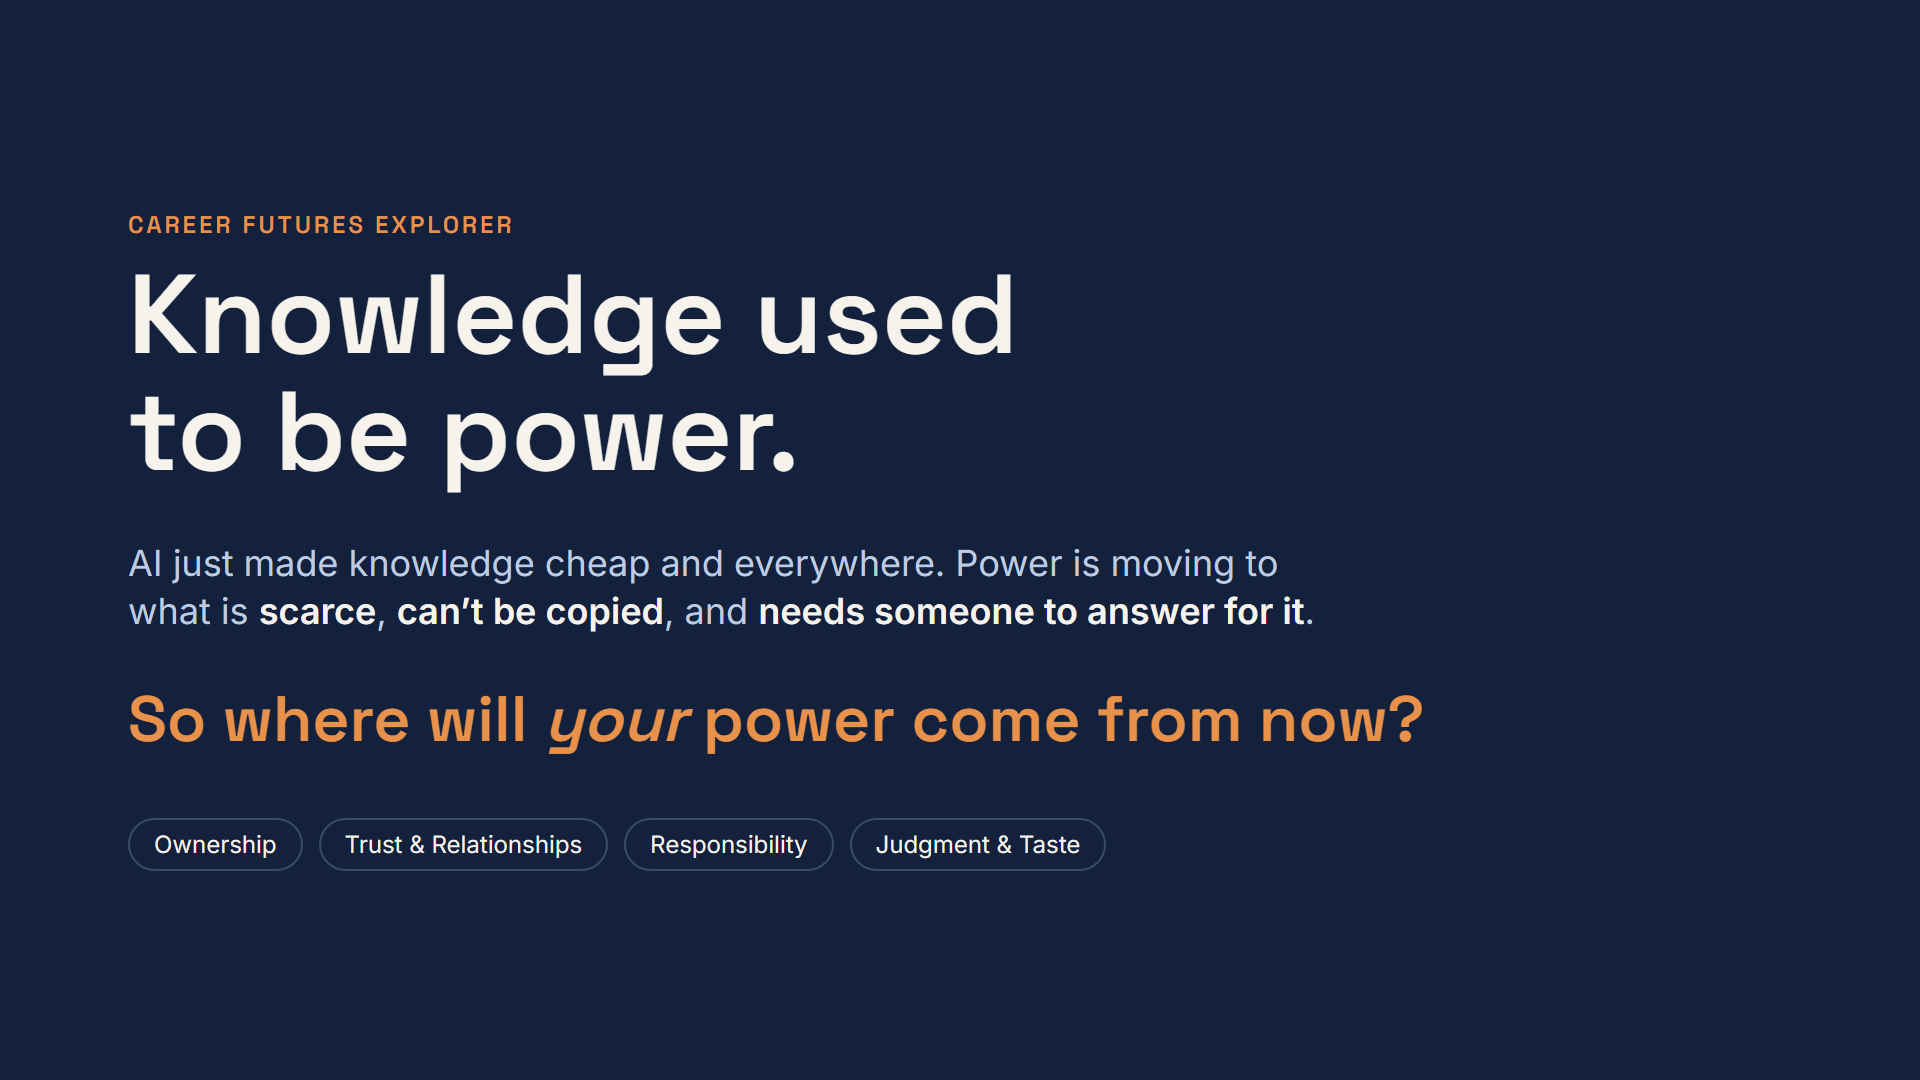 CAREER FUTURES EXPLORER
Knowledge used
to be power.
AI just made knowledge cheap and everywhere. Power is moving to
what is scarce, can’t be copied, and needs someone to answer for it.
So where will your power come from now?
Ownership
Trust & Relationships
Responsibility
Judgment & Taste